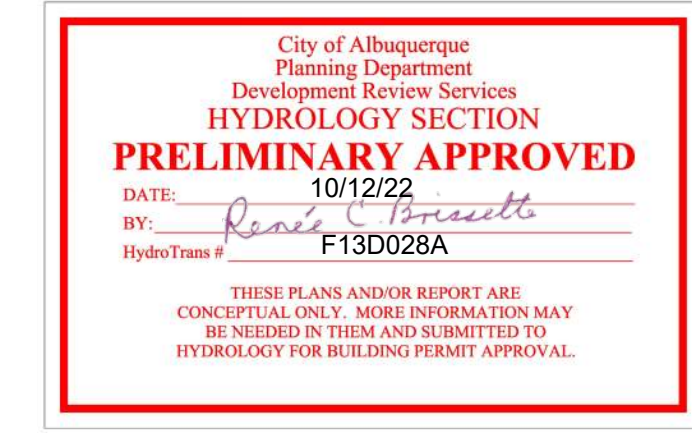 City of Albuquerque
Planning Department
Development Review Services
HYDROLOGY SECTION
PRELIMINARY APPROVED
DATE: 10/12/22
BY: Renée C. Brissette
HydroTrans # F13D028A
THESE PLANS AND/OR REPORT ARE
CONCEPTUAL ONLY. MORE INFORMATION MAY
BE NEEDED IN THEM AND SUBMITTED TO
HYDROLOGY FOR BUILDING PERMIT APPROVAL.